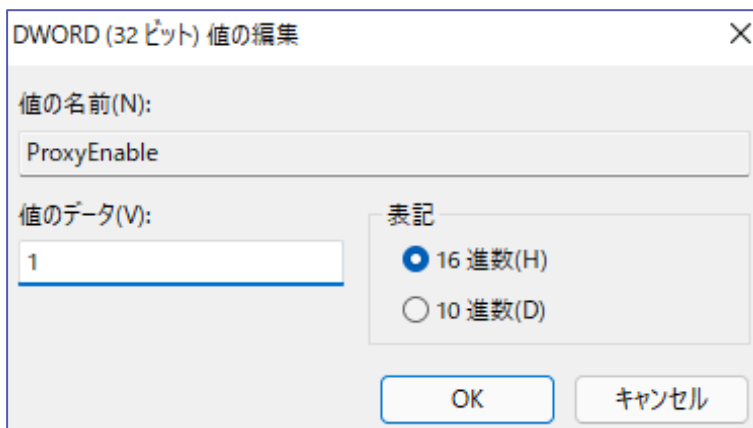 DWORD (32 ビット) 値の編集
値の名前(N):
ProxyEnable
値のデータ(V):
表記
1
16 進数(H)
10 進数(D)
OK
キャンセル